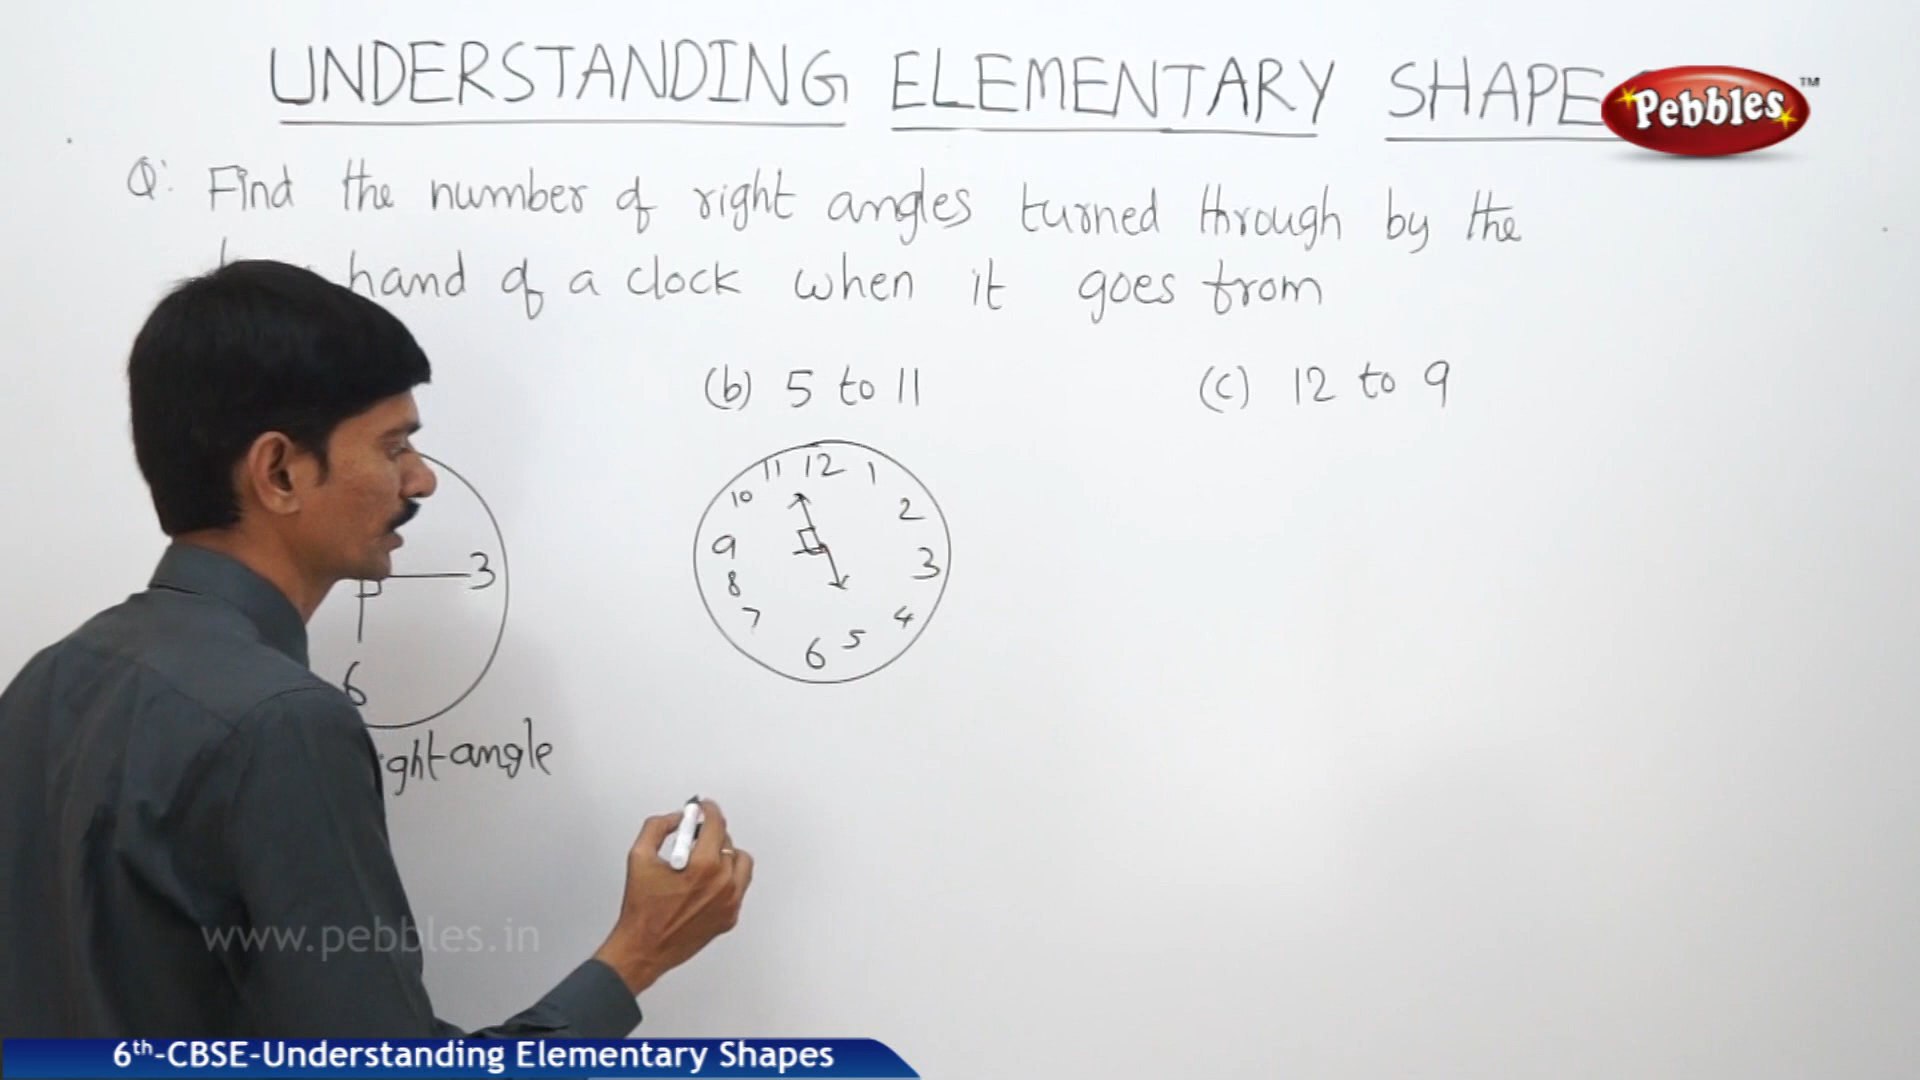 UNDERSTANDING ELEMENTARY SHAPE
Pebbles TM
Q: Find the number of right angles turned through by the
hand of a clock when it goes from
(b) 5 to 11
(c) 12 to 9
3
6
11 12 1
10 2
9 3
8 4
7 5
6
ght angle
www.pebbles.in
6th-CBSE-Understanding Elementary Shapes